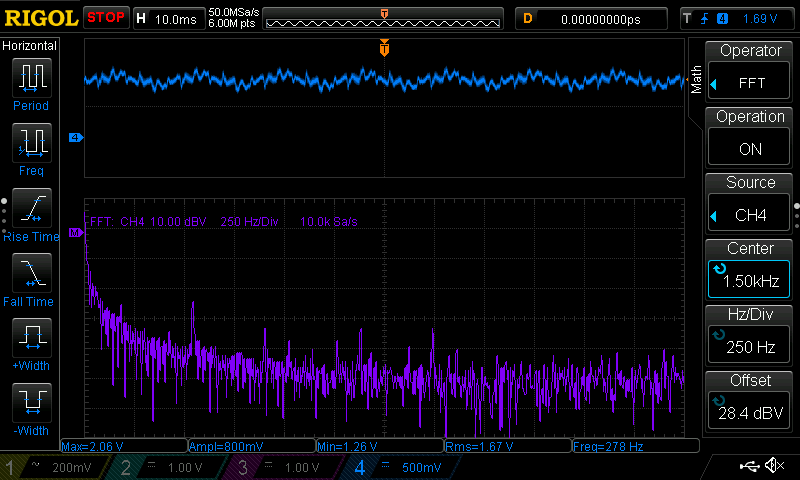 RIGOL STOP H 10.0ms 50.0MSa/s 6.00M pts T D 0.00000000ps T 4 1.69 V
Horizontal
Period
Freq
Rise Time
Fall Time
+Width
-Width
T
4
M
FFT: CH4 10.00 dBV 250 Hz/Div 10.0k Sa/s
Math
Operator
FFT
Operation
ON
Source
CH4
Center
1.50kHz
Hz/Div
250 Hz
Offset
28.4 dBV
Max=2.06 V Ampl=800mV Min=1.26 V Rms=1.67 V Freq=278 Hz
1 200mV 2 1.00 V 3 1.00 V 4 500mV